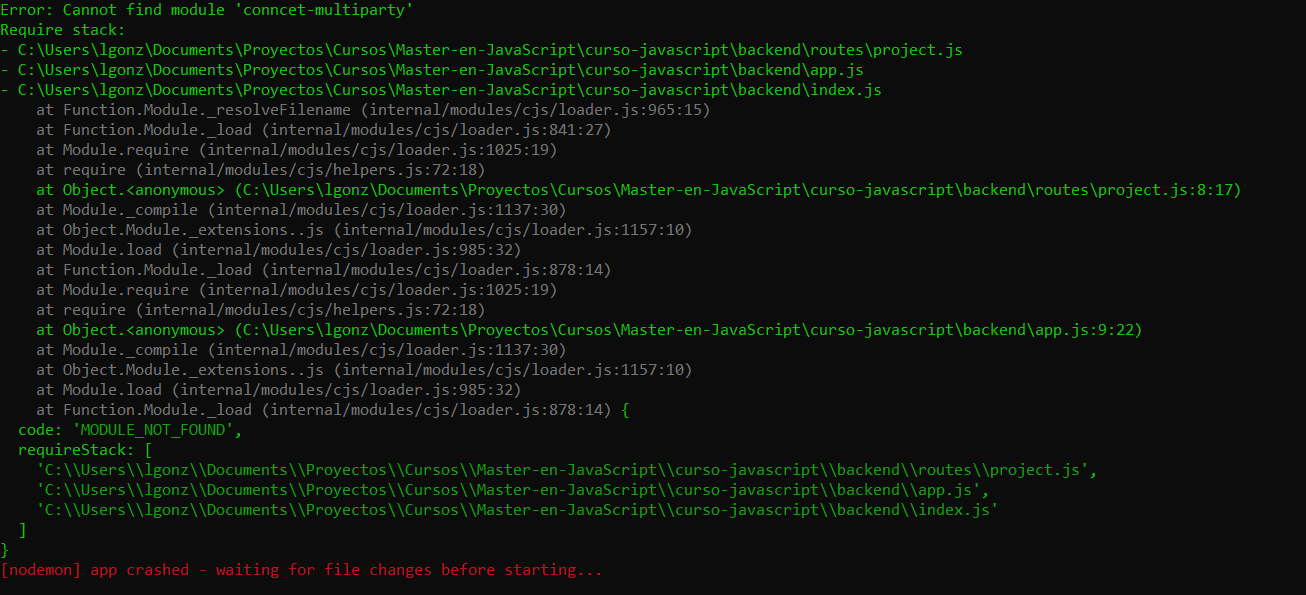 Error: Cannot find module 'conncet-multiparty'
Require stack:
- C:\Users\lgonz\Documents\Proyectos\Cursos\Master-en-JavaScript\curso-javascript\backend\routes\project.js
- C:\Users\lgonz\Documents\Proyectos\Cursos\Master-en-JavaScript\curso-javascript\backend\app.js
- C:\Users\lgonz\Documents\Proyectos\Cursos\Master-en-JavaScript\curso-javascript\backend\index.js
    at Function.Module._resolveFilename (internal/modules/cjs/loader.js:965:15)
    at Function.Module._load (internal/modules/cjs/loader.js:841:27)
    at Module.require (internal/modules/cjs/loader.js:1025:19)
    at require (internal/modules/cjs/helpers.js:72:18)
    at Object.<anonymous> (C:\Users\lgonz\Documents\Proyectos\Cursos\Master-en-JavaScript\curso-javascript\backend\routes\project.js:8:17)
    at Module._compile (internal/modules/cjs/loader.js:1137:30)
    at Object.Module._extensions..js (internal/modules/cjs/loader.js:1157:10)
    at Module.load (internal/modules/cjs/loader.js:985:32)
    at Function.Module._load (internal/modules/cjs/loader.js:878:14)
    at Module.require (internal/modules/cjs/loader.js:1025:19)
    at require (internal/modules/cjs/helpers.js:72:18)
    at Object.<anonymous> (C:\Users\lgonz\Documents\Proyectos\Cursos\Master-en-JavaScript\curso-javascript\backend\app.js:9:22)
    at Module._compile (internal/modules/cjs/loader.js:1137:30)
    at Object.Module._extensions..js (internal/modules/cjs/loader.js:1157:10)
    at Module.load (internal/modules/cjs/loader.js:985:32)
    at Function.Module._load (internal/modules/cjs/loader.js:878:14) {
  code: 'MODULE_NOT_FOUND',
  requireStack: [
    'C:\\Users\\lgonz\\Documents\\Proyectos\\Cursos\\Master-en-JavaScript\\curso-javascript\\backend\\routes\\project.js',
    'C:\\Users\\lgonz\\Documents\\Proyectos\\Cursos\\Master-en-JavaScript\\curso-javascript\\backend\\app.js',
    'C:\\Users\\lgonz\\Documents\\Proyectos\\Cursos\\Master-en-JavaScript\\curso-javascript\\backend\\index.js'
  ]
}
[nodemon] app crashed - waiting for file changes before starting...